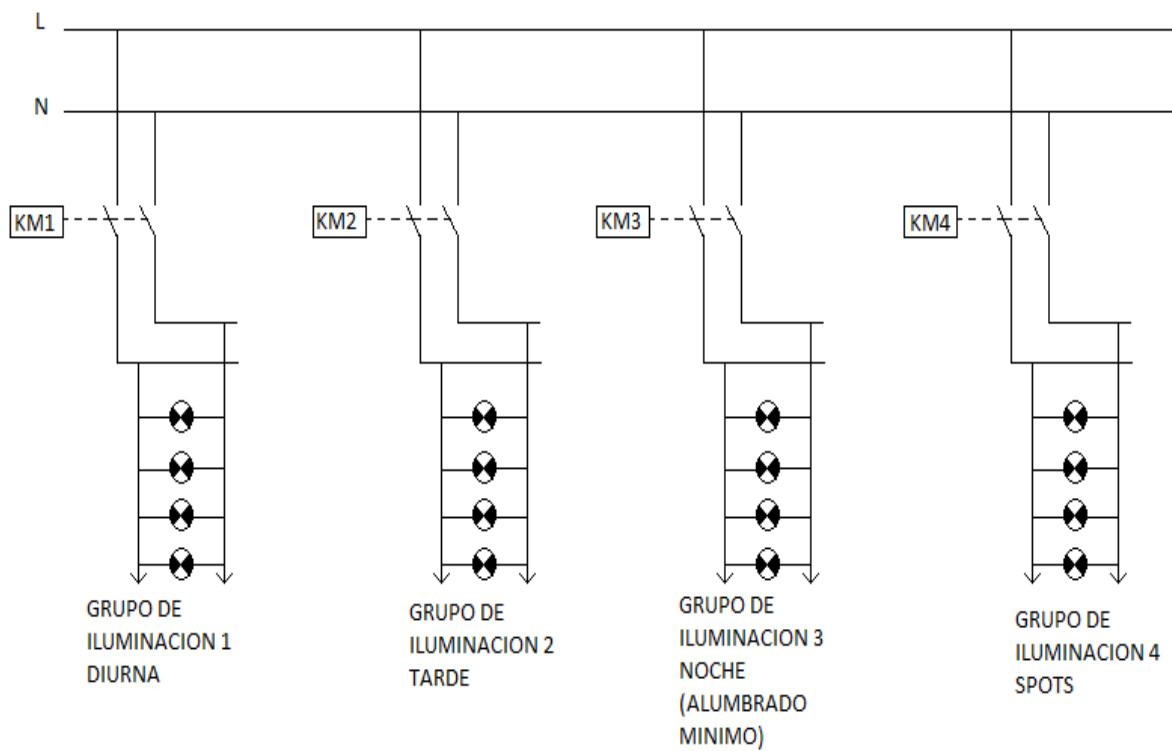 L
N
KM1
KM2
KM3
KM4
GRUPO DE
ILUMINACION 1
DIURNA
GRUPO DE
ILUMINACION 2
TARDE
GRUPO DE
ILUMINACION 3
NOCHE
(ALUMBRADO
MINIMO)
GRUPO DE
ILUMINACION 4
SPOTS